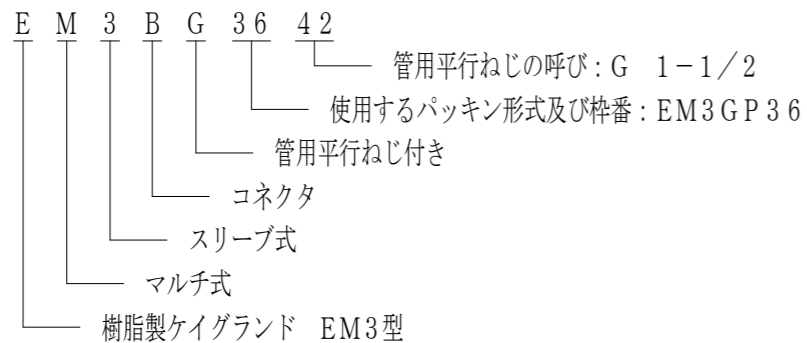 E M 3 B G 36 42
管用平行ねじの呼び：G 1－1／2
使用するパッキン形式及び枠番：EM3GP36
管用平行ねじ付き
コネクタ
スリーブ式
マルチ式
樹脂製ケイグランド EM3型